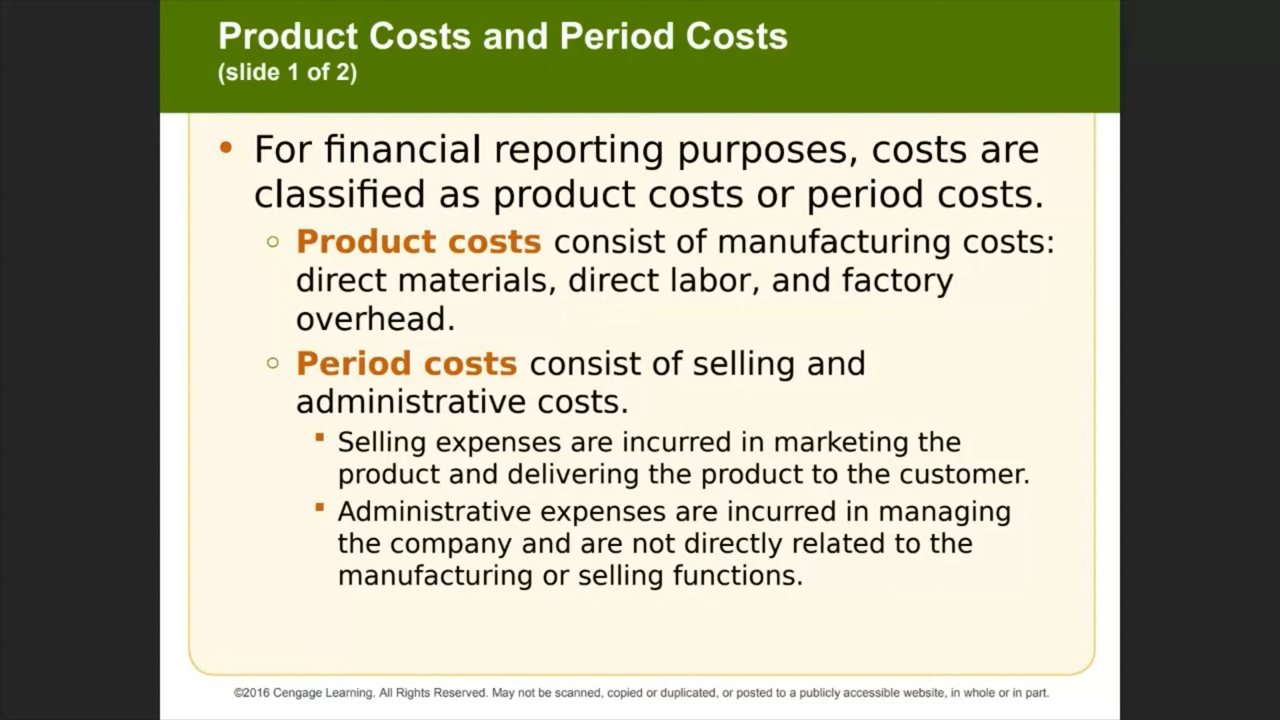 Product Costs and Period Costs
(slide 1 of 2)
• For financial reporting purposes, costs are
classified as product costs or period costs.
○ Product costs consist of manufacturing costs:
direct materials, direct labor, and factory
overhead.
○ Period costs consist of selling and
administrative costs.
▪ Selling expenses are incurred in marketing the
product and delivering the product to the customer.
▪ Administrative expenses are incurred in managing
the company and are not directly related to the
manufacturing or selling functions.
©2016 Cengage Learning. All Rights Reserved. May not be scanned, copied or duplicated, or posted to a publicly accessible website, in whole or in part.